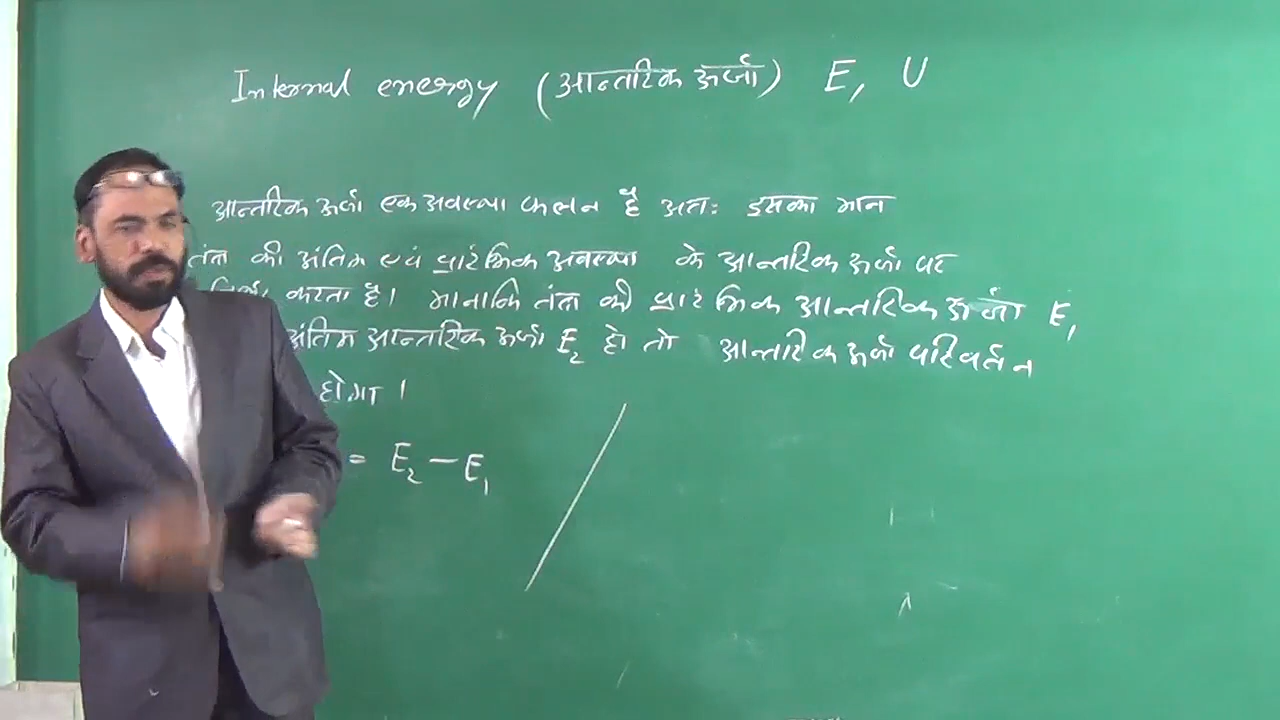 Internal energy (आन्तरिक ऊर्जा) E, U
आन्तरिक ऊर्जा एक अवस्था फलन है अतः इसका मान
तंत्र की अंतिम एवं प्रारंभिक अवस्था के आन्तरिक ऊर्जा पर
करता है। मानाकि तंत्र की प्रारंभिक आन्तरिक ऊर्जा E₁
अंतिम आन्तरिक ऊर्जा E₂ हो तो आन्तरिक ऊर्जा परिवर्तन
होगा ।
= E₂ − E₁